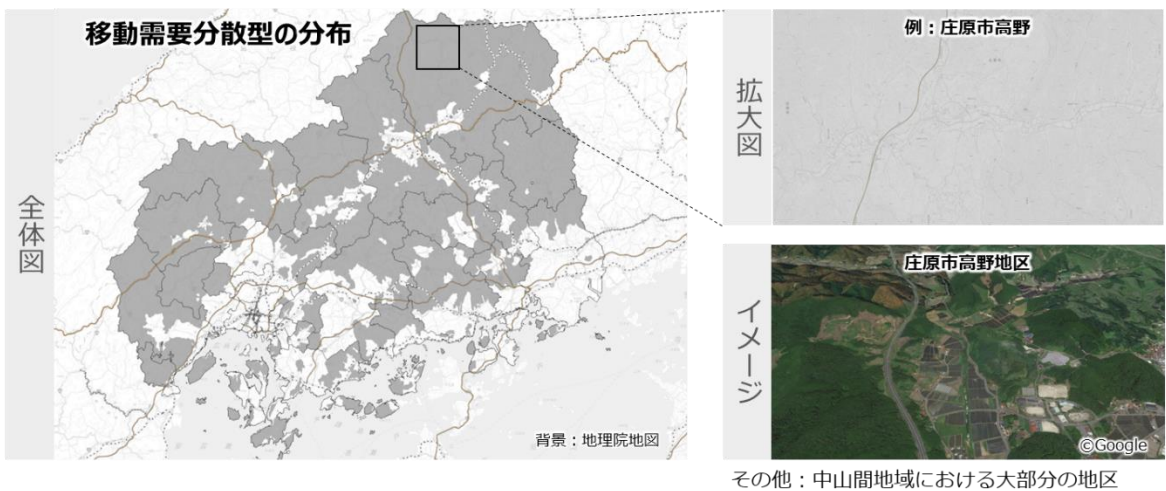 移動需要分散型の分布
全体図
背景：地理院地図
拡大図
例：庄原市高野
イメージ
庄原市高野地区
©Google
その他：中山間地域における大部分の地区